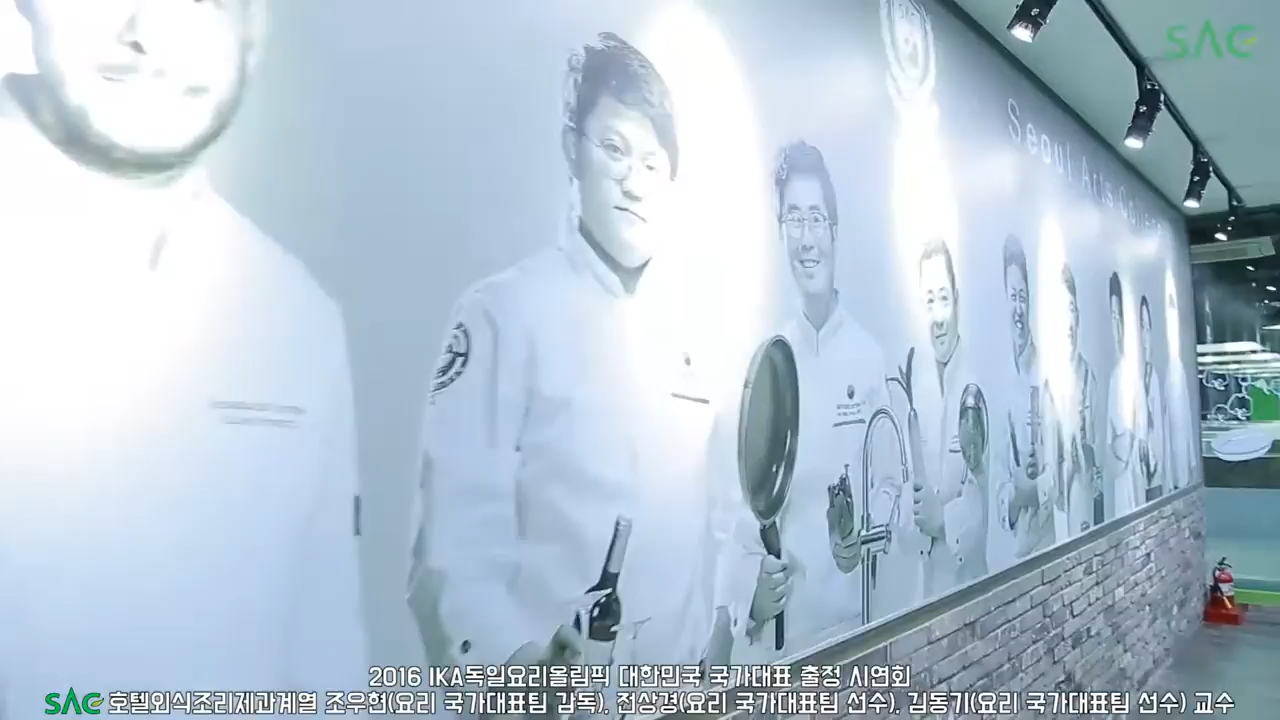 SAC
Seoul Arts College
2016 IKA독일요리올림픽 대한민국 국가대표 출정 시연회
SAC 호텔외식조리제과계열 조우현(요리 국가대표팀 감독), 전상경(요리 국가대표팀 선수), 김동기(요리 국가대표팀 선수) 교수